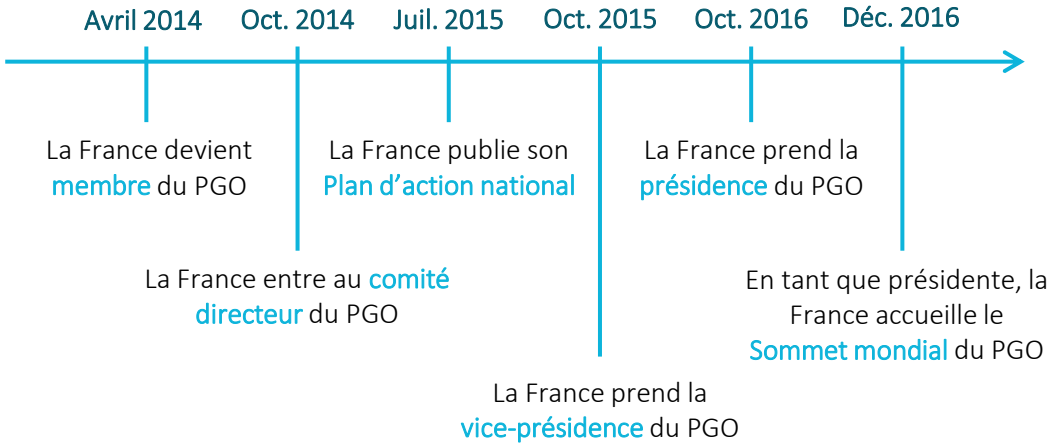 Avril 2014
Oct. 2014
Juil. 2015
Oct. 2015
Oct. 2016
Déc. 2016
La France devient
membre du PGO
La France publie son
Plan d’action national
La France prend la
présidence du PGO
La France entre au comité
directeur du PGO
En tant que présidente, la
France accueille le
Sommet mondial du PGO
La France prend la
vice-présidence du PGO